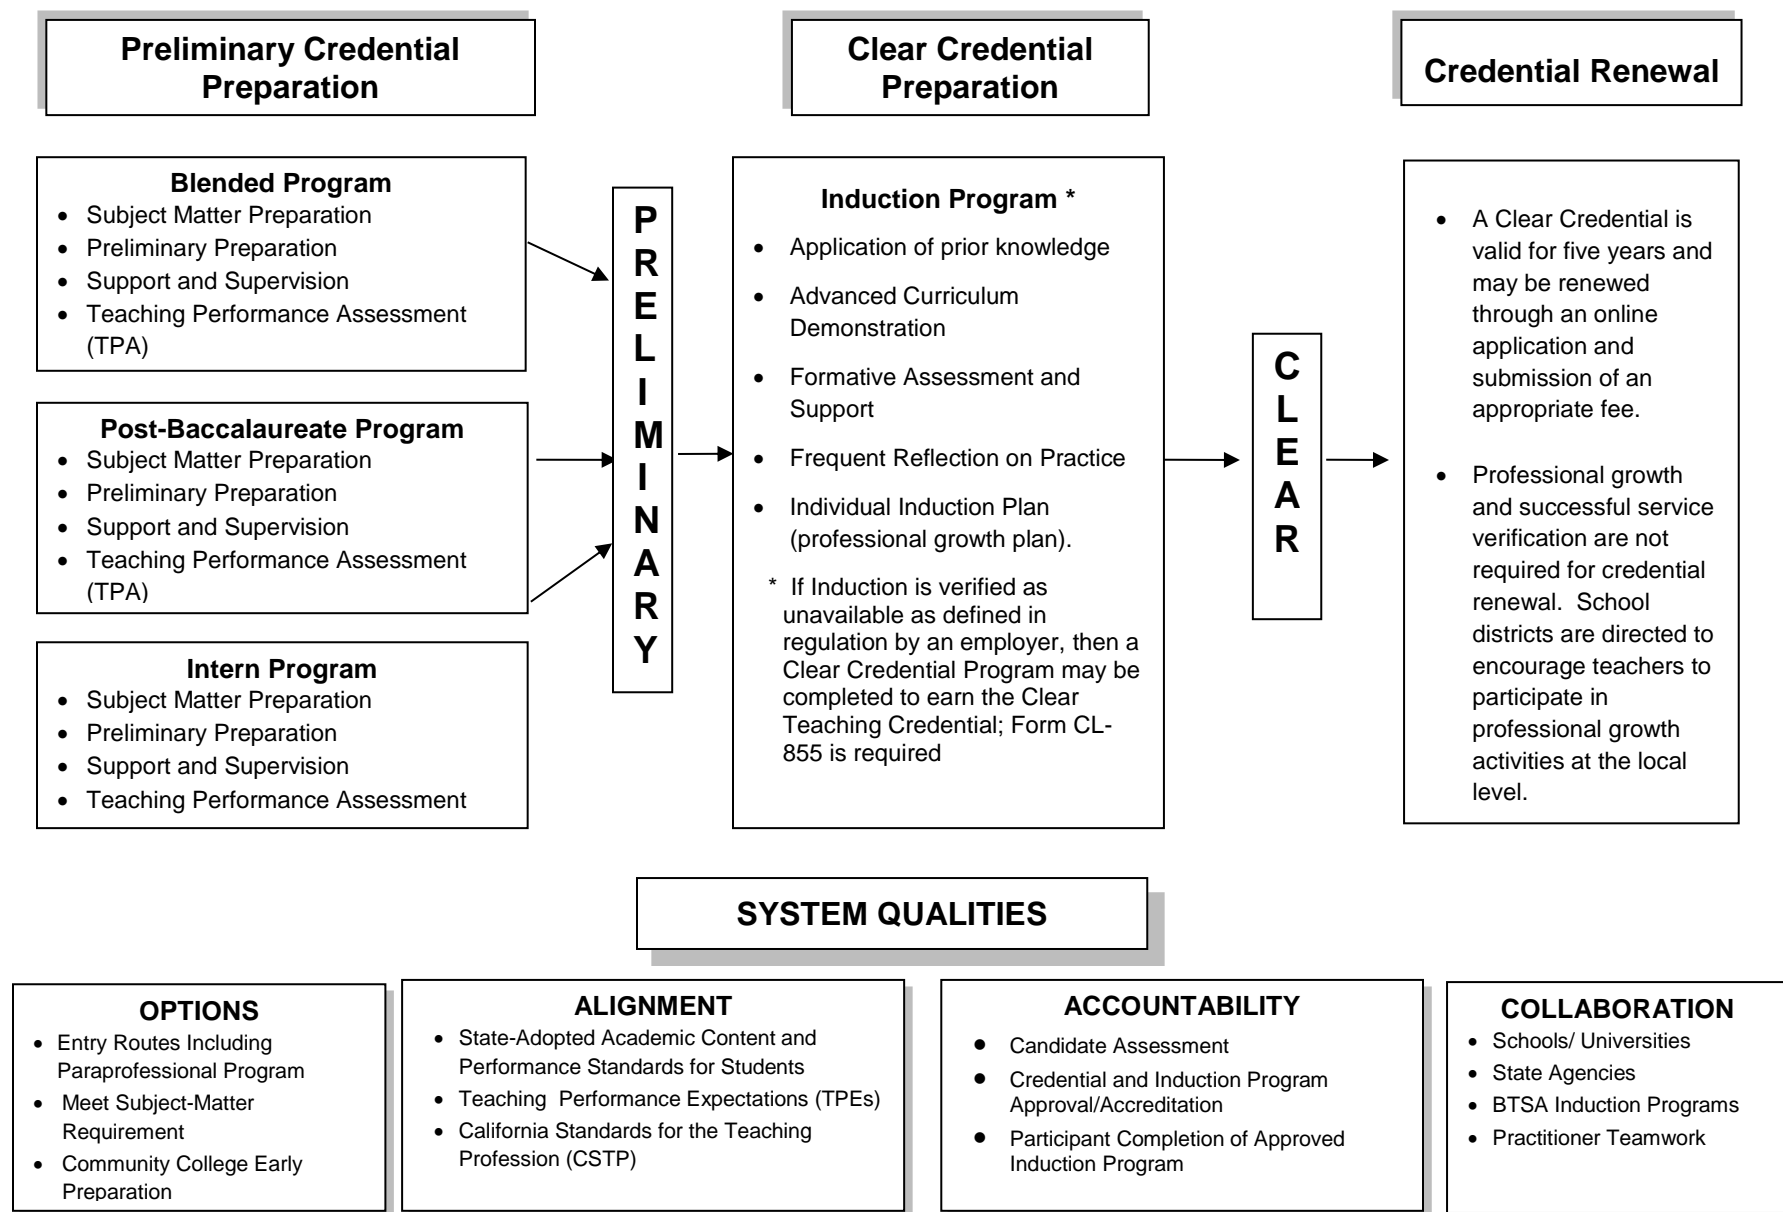 Preliminary Credential
Preparation
Clear Credential
Preparation
Credential Renewal
Blended Program
• Subject Matter Preparation
• Preliminary Preparation
• Support and Supervision
• Teaching Performance Assessment
(TPA)
Post-Baccalaureate Program
• Subject Matter Preparation
• Preliminary Preparation
• Support and Supervision
• Teaching Performance Assessment
(TPA)
Intern Program
• Subject Matter Preparation
• Preliminary Preparation
• Support and Supervision
• Teaching Performance Assessment
P
R
E
L
I
M
I
N
A
R
Y
Induction Program *
• Application of prior knowledge
• Advanced Curriculum
Demonstration
• Formative Assessment and
Support
• Frequent Reflection on Practice
• Individual Induction Plan
(professional growth plan).
* If Induction is verified as
unavailable as defined in
regulation by an employer, then a
Clear Credential Program may be
completed to earn the Clear
Teaching Credential; Form CL-
855 is required
C
L
E
A
R
• A Clear Credential is
valid for five years and
may be renewed
through an online
application and
submission of an
appropriate fee.
• Professional growth
and successful service
verification are not
required for credential
renewal. School
districts are directed to
encourage teachers to
participate in
professional growth
activities at the local
level.
SYSTEM QUALITIES
OPTIONS
• Entry Routes Including
Paraprofessional Program
• Meet Subject-Matter
Requirement
• Community College Early
Preparation
ALIGNMENT
• State-Adopted Academic Content and
Performance Standards for Students
• Teaching Performance Expectations (TPEs)
• California Standards for the Teaching
Profession (CSTP)
ACCOUNTABILITY
• Candidate Assessment
• Credential and Induction Program
Approval/Accreditation
• Participant Completion of Approved
Induction Program
COLLABORATION
• Schools/ Universities
• State Agencies
• BTSA Induction Programs
• Practitioner Teamwork